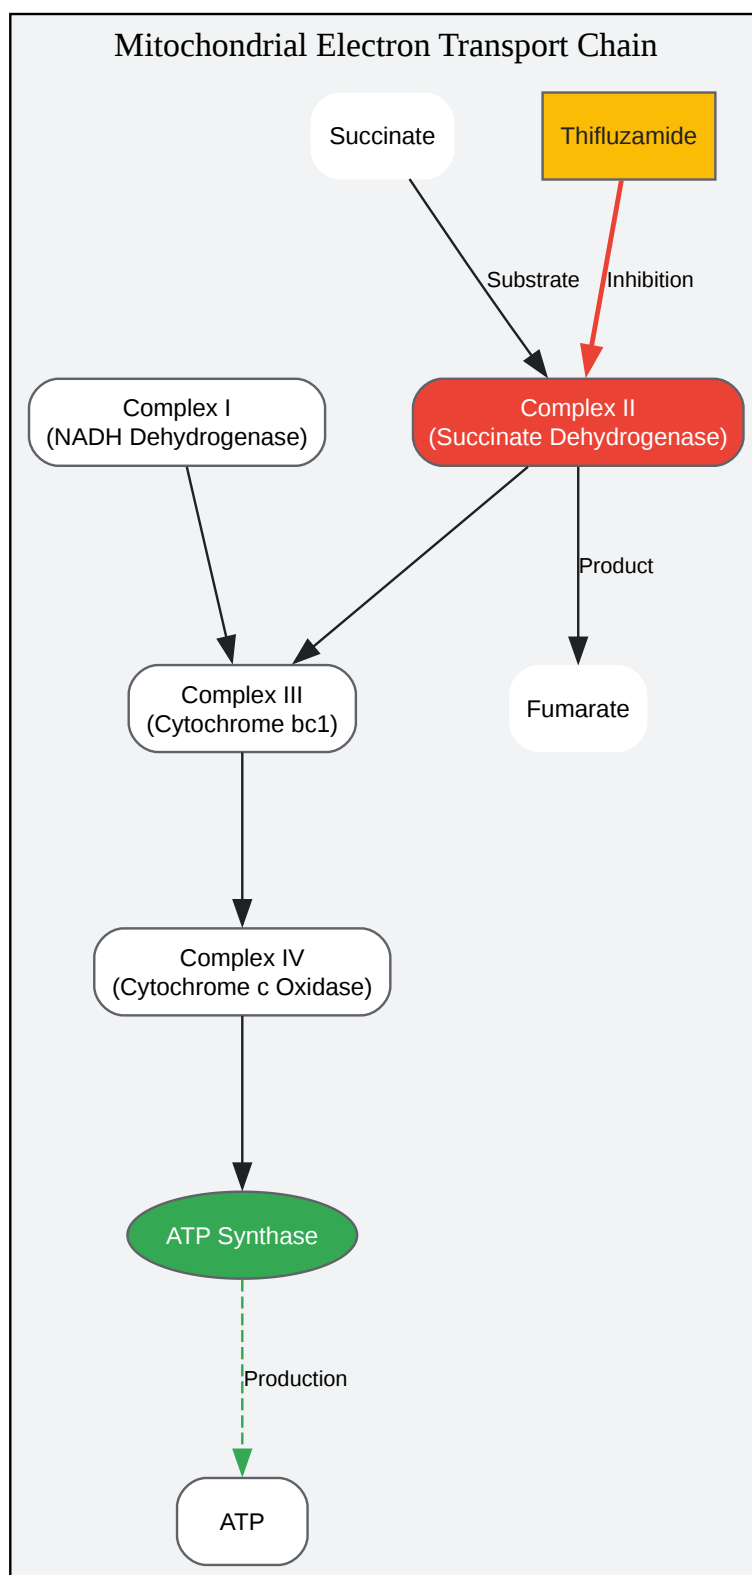 Mitochondrial Electron Transport Chain
Succinate
Thifluzamide
Substrate
Inhibition
Complex I
(NADH Dehydrogenase)
Complex II
(Succinate Dehydrogenase)
Product
Complex III
(Cytochrome bc1)
Fumarate
Complex IV
(Cytochrome c Oxidase)
ATP Synthase
Production
ATP